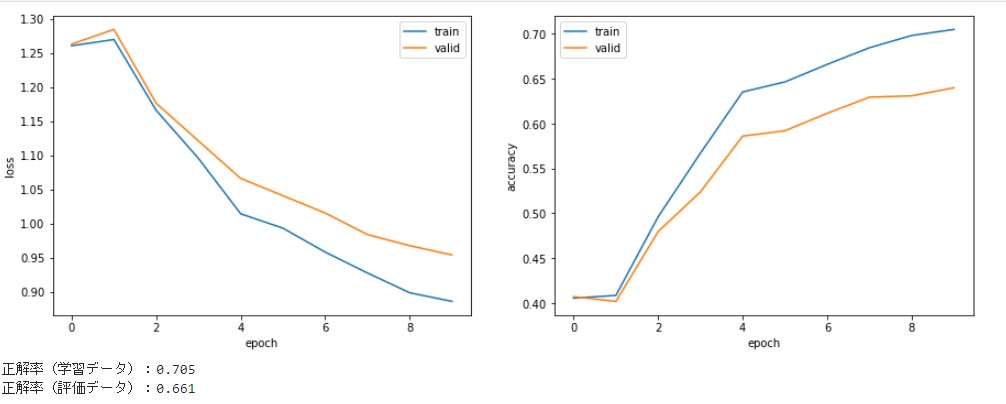 train
valid
1.30
1.25
1.20
1.15
1.10
1.05
1.00
0.95
0.90
loss
0 2 4 6 8
epoch
train
valid
0.70
0.65
0.60
0.55
0.50
0.45
0.40
accuracy
0 2 4 6 8
epoch
正解率（学習データ）：0.705
正解率（評価データ）：0.661